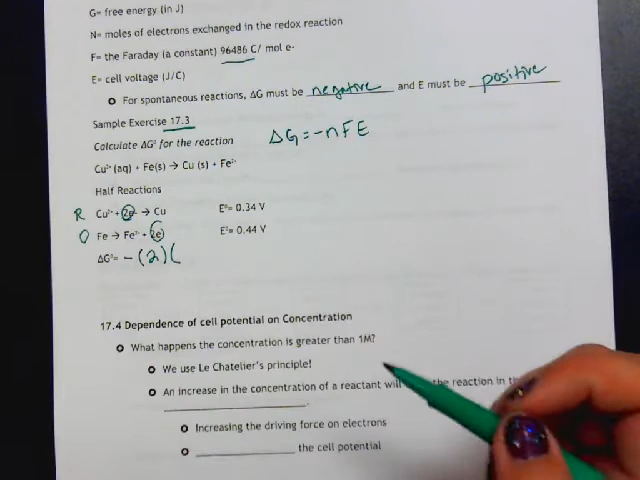 G= free energy (in J)
N= moles of electrons exchanged in the redox reaction
F= the Faraday (a constant) 96486 C/ mol e-
E= cell voltage (J/C)
For spontaneous reactions, ΔG must be negative and E must be positive
Sample Exercise 17.3
ΔG = -nFE
Calculate ΔG° for the reaction
Cu²⁺ (aq) + Fe(s) → Cu (s) + Fe²⁺
Half Reactions
R Cu²⁺ + 2e- → Cu E°= 0.34 V
O Fe → Fe²⁺ + 2e- E°= 0.44 V
ΔG°= -(2)(
17.4 Dependence of cell potential on Concentration
What happens the concentration is greater than 1M?
We use Le Chatelier's principle!
An increase in the concentration of a reactant will the reaction in
Increasing the driving force on electrons
the cell potential